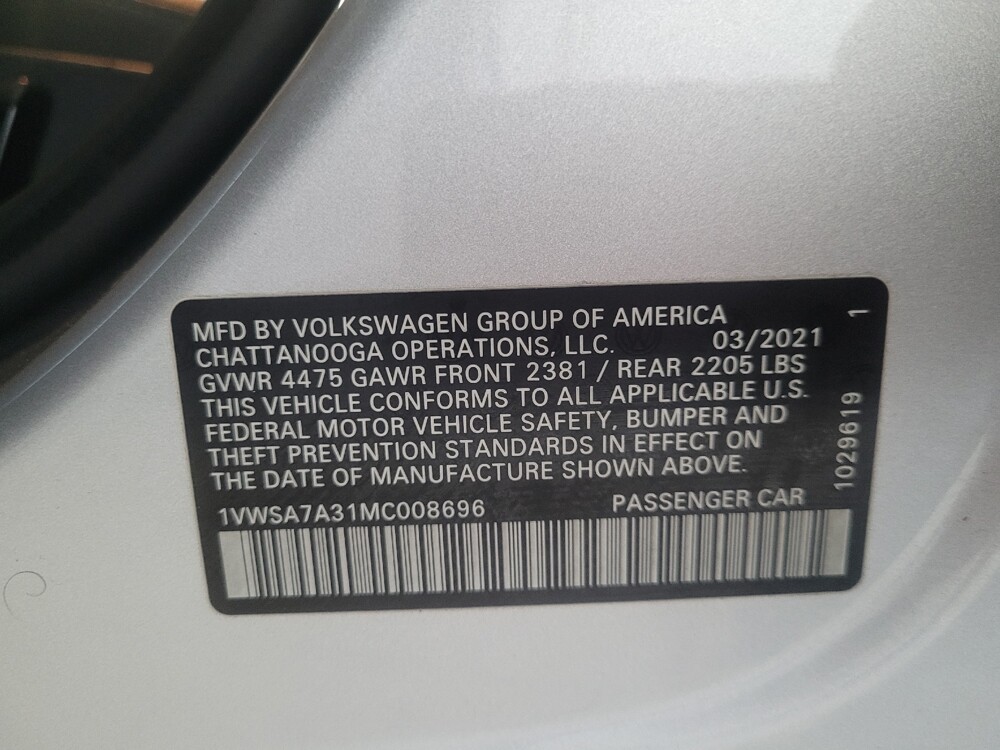 MFD BY VOLKSWAGEN GROUP OF AMERICA
CHATTANOOGA OPERATIONS, LLC. 03/2021
GVWR 4475 GAWR FRONT 2381 / REAR 2205 LBS
THIS VEHICLE CONFORMS TO ALL APPLICABLE U.S.
FEDERAL MOTOR VEHICLE SAFETY, BUMPER AND
THEFT PREVENTION STANDARDS IN EFFECT ON
THE DATE OF MANUFACTURE SHOWN ABOVE.
1VWSA7A31MC008696 PASSENGER CAR
1029619 1